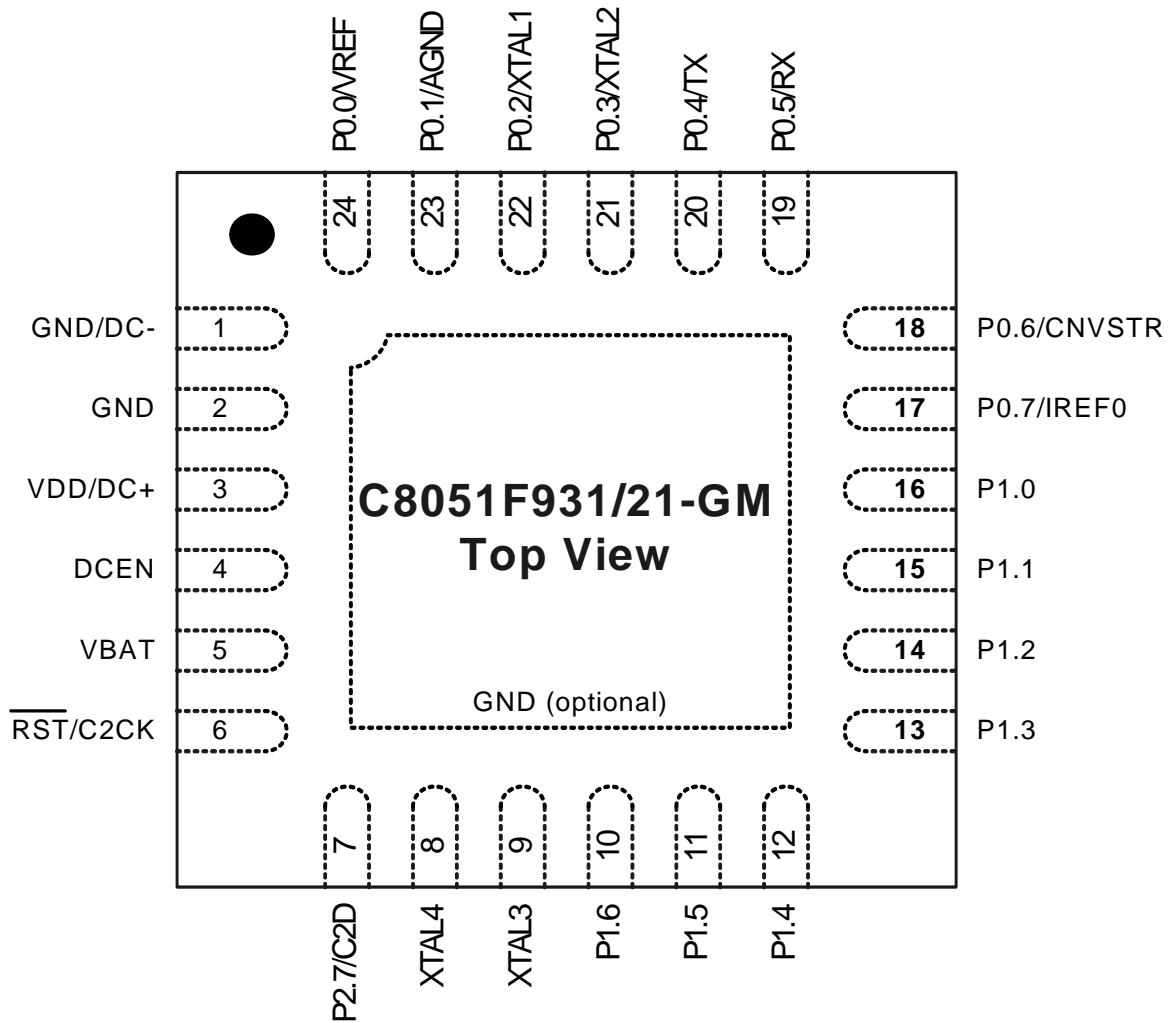 P0.0/VREF
P0.1/AGND
P0.2/XTAL1
P0.3/XTAL2
P0.4/TX
P0.5/RX
24
23
22
21
20
19
GND/DC-
1
18
P0.6/CNVSTR
GND
2
17
P0.7/IREF0
VDD/DC+
3
16
P1.0
C8051F931/21-GM
Top View
DCEN
4
15
P1.1
VBAT
5
14
P1.2
GND (optional)
RST/C2CK
6
13
P1.3
7
8
9
10
11
12
P2.7/C2D
XTAL4
XTAL3
P1.6
P1.5
P1.4